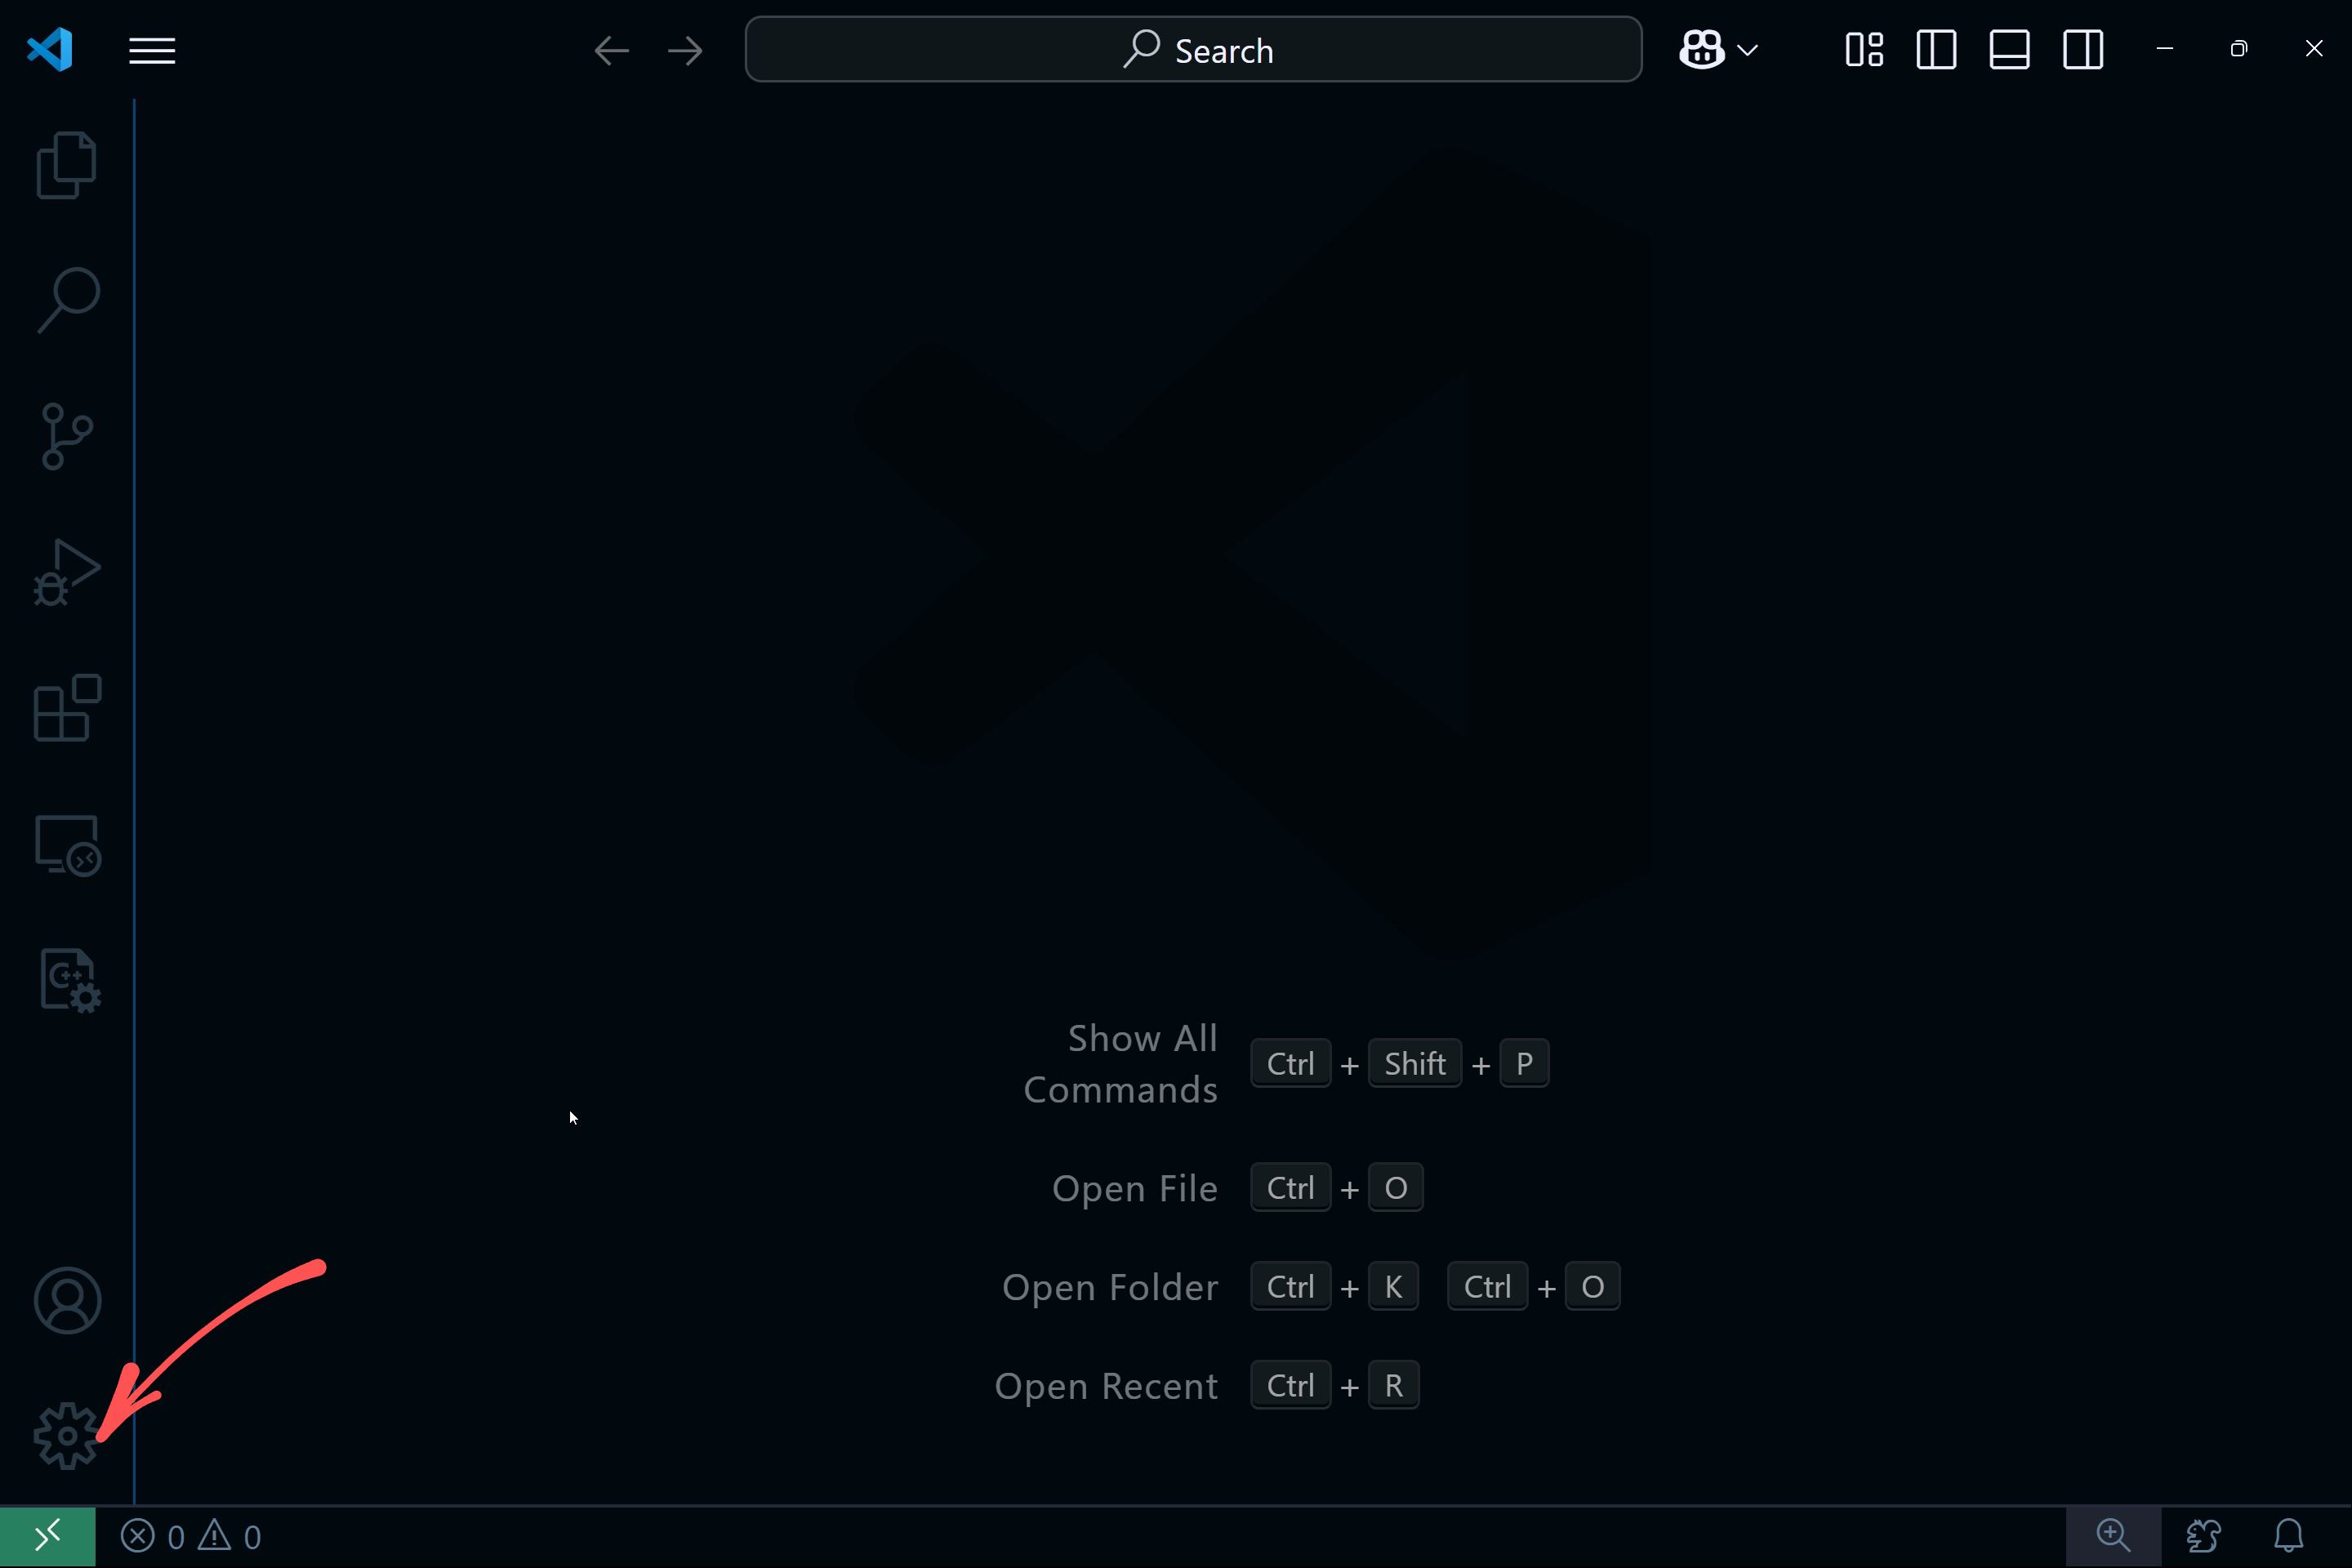 Search
Show All
Commands
Ctrl + Shift + P
Open File Ctrl + O
Open Folder Ctrl + K Ctrl + O
Open Recent Ctrl + R
C++
0 0